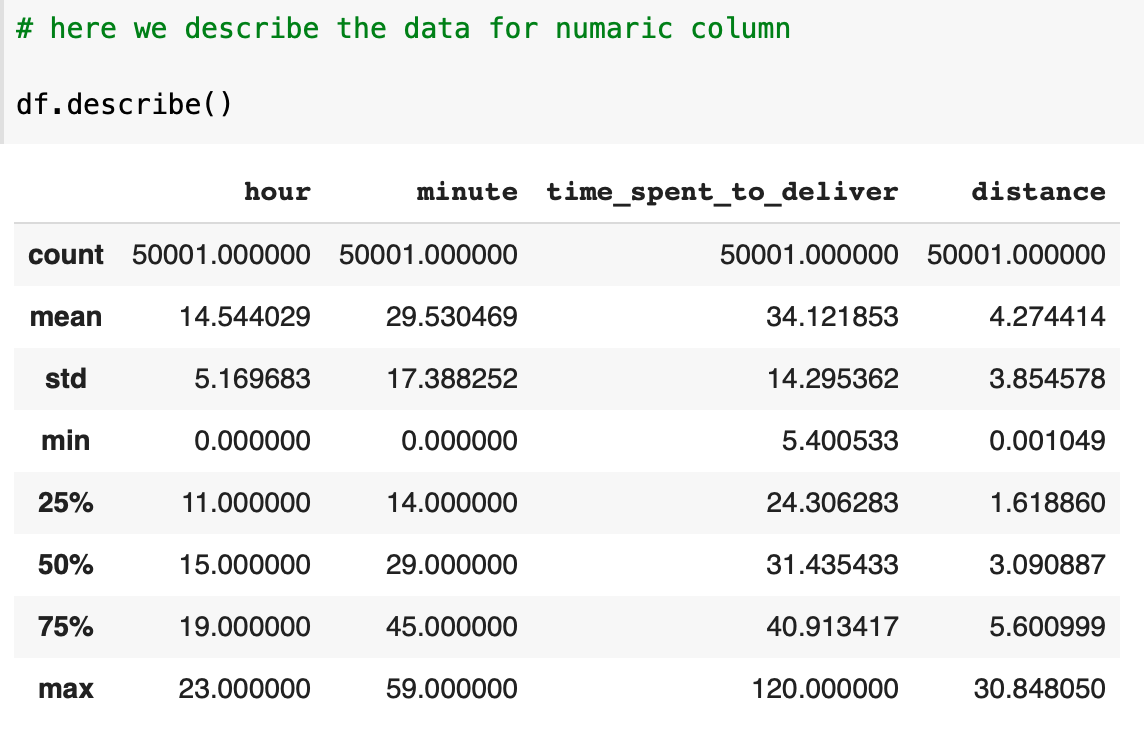 # here we describe the data for numaric column
df.describe()
hour minute time_spent_to_deliver distance
count 50001.000000 50001.000000 50001.000000 50001.000000
mean 14.544029 29.530469 34.121853 4.274414
std 5.169683 17.388252 14.295362 3.854578
min 0.000000 0.000000 5.400533 0.001049
25% 11.000000 14.000000 24.306283 1.618860
50% 15.000000 29.000000 31.435433 3.090887
75% 19.000000 45.000000 40.913417 5.600999
max 23.000000 59.000000 120.000000 30.848050